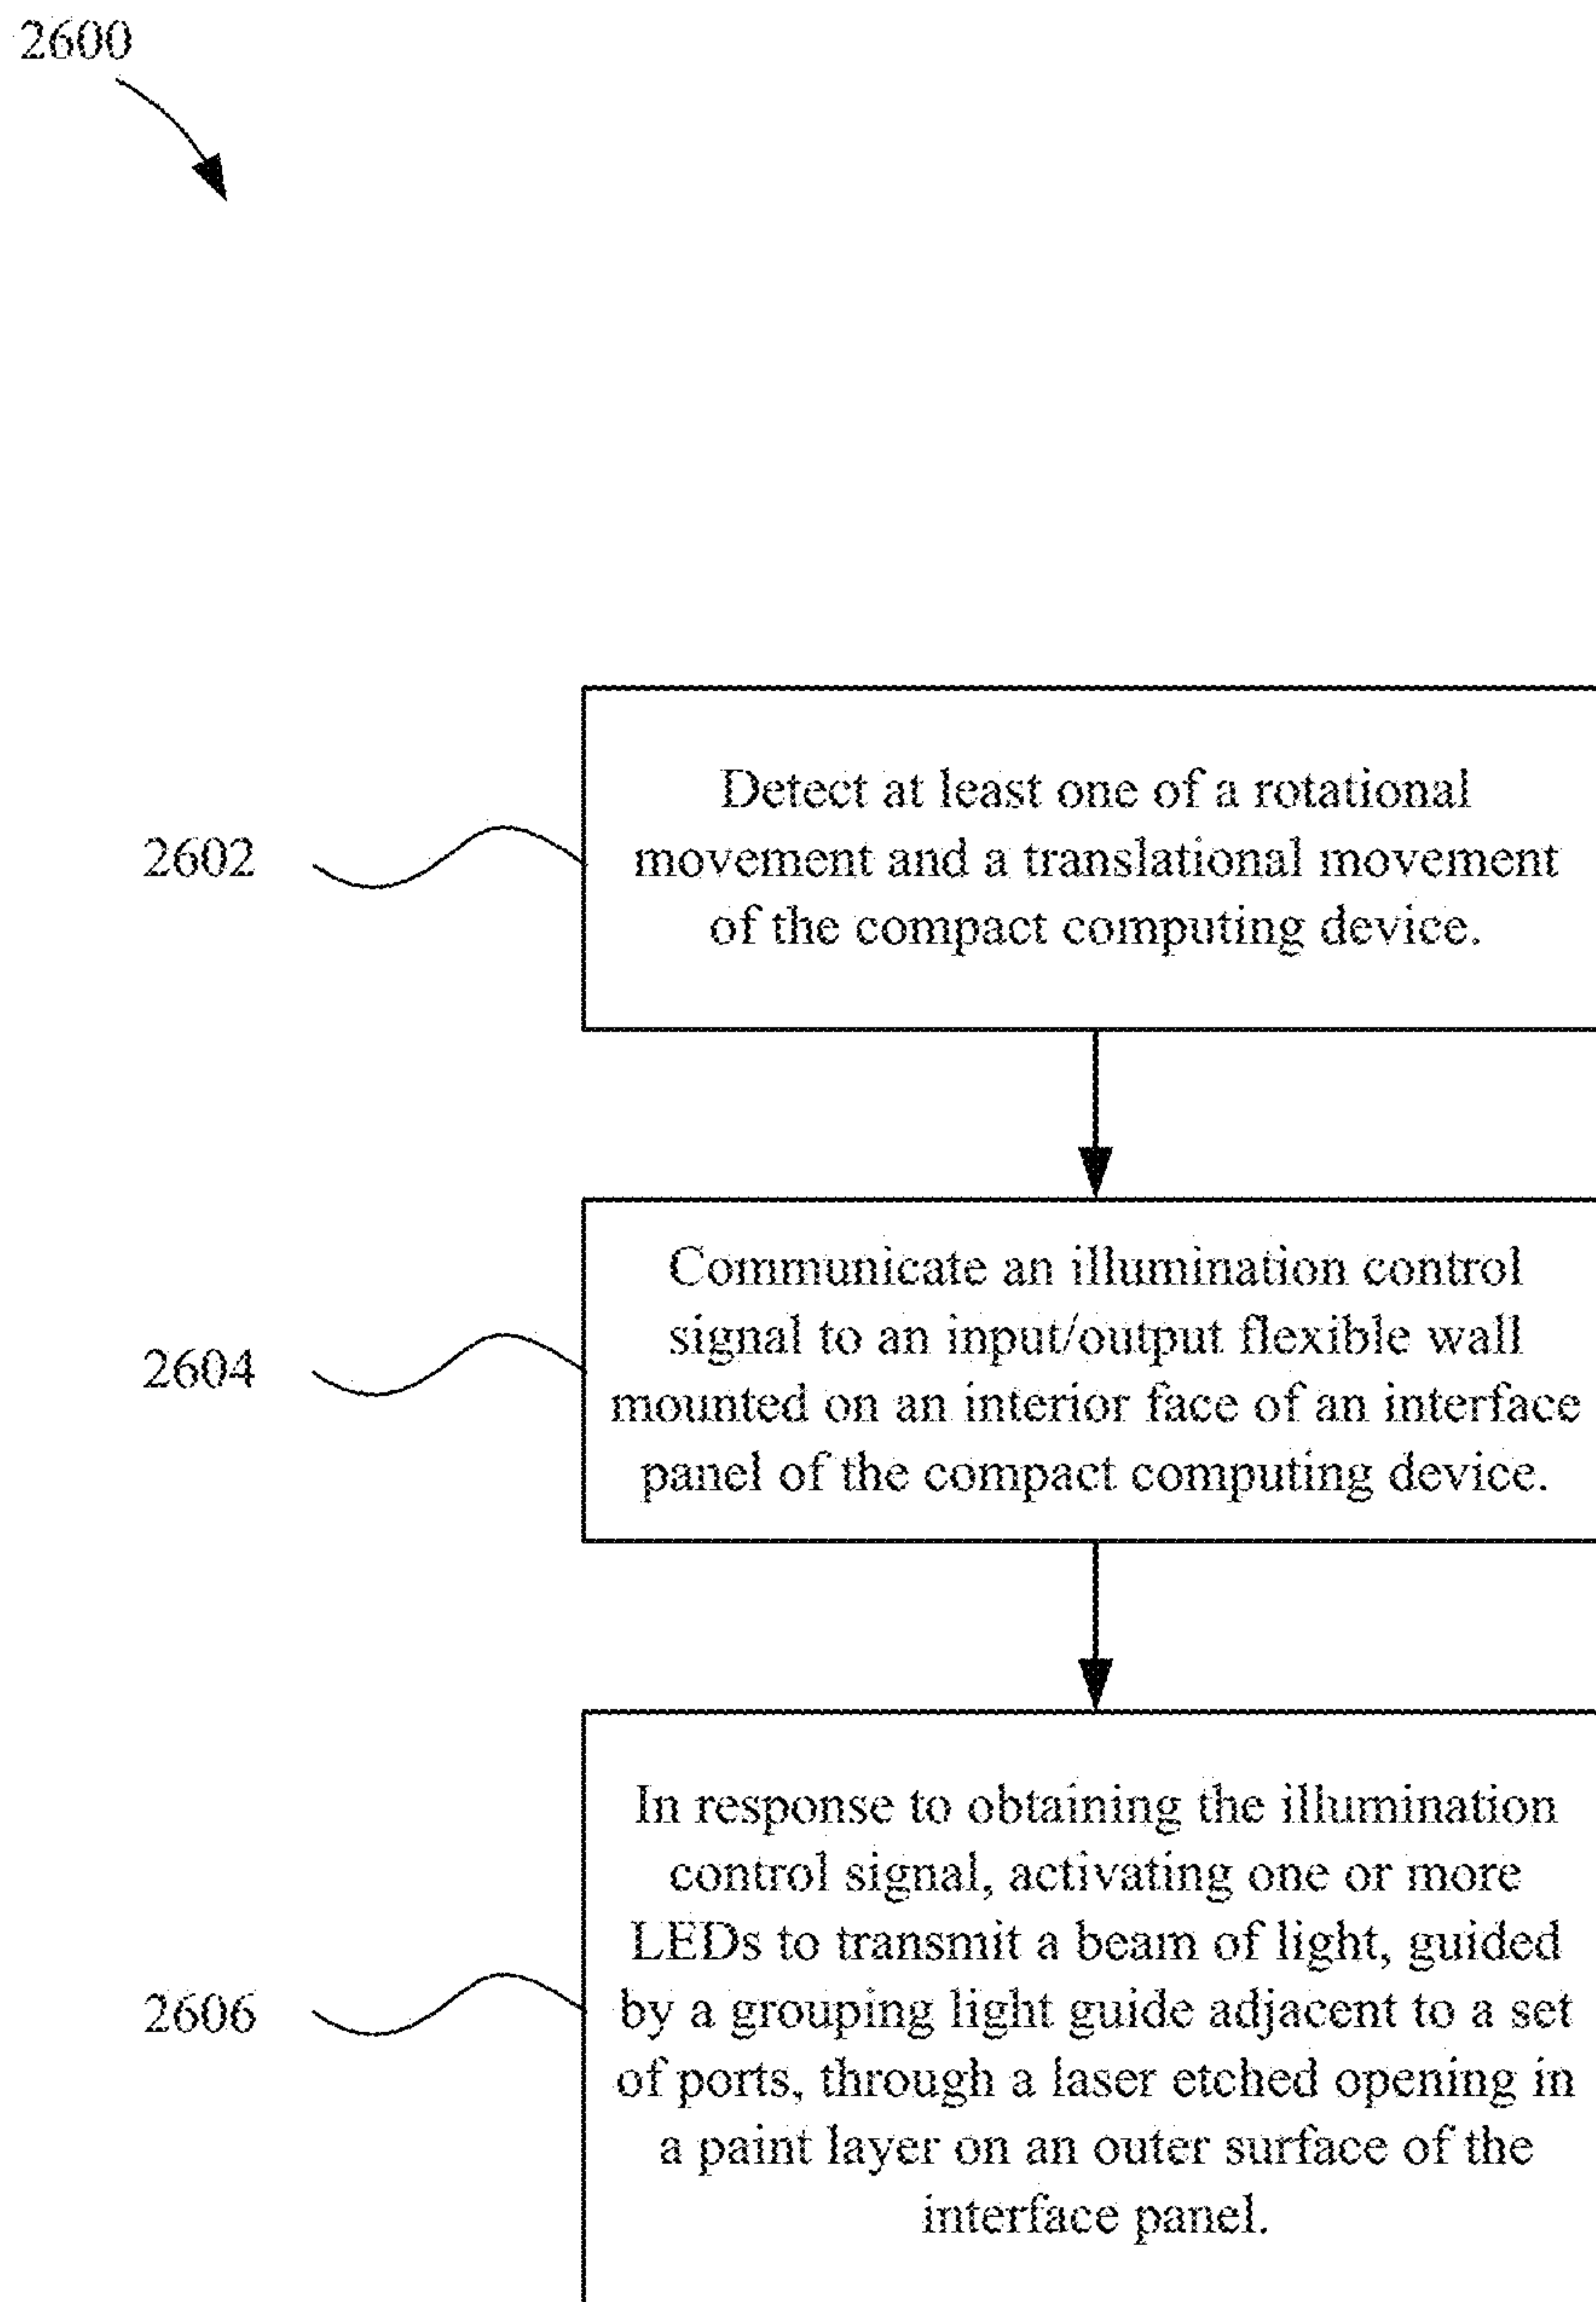 2600
2602
Detect at least one of a rotational
movement and a translational movement
of the compact computing device.
2604
Communicate an illumination control
signal to an input/output flexible wall
mounted on an interior face of an interface
panel of the compact computing device.
2606
In response to obtaining the illumination
control signal, activating one or more
LEDs to transmit a beam of light, guided
by a grouping light guide adjacent to a set
of ports, through a laser etched opening in
a paint layer on an outer surface of the
interface panel.